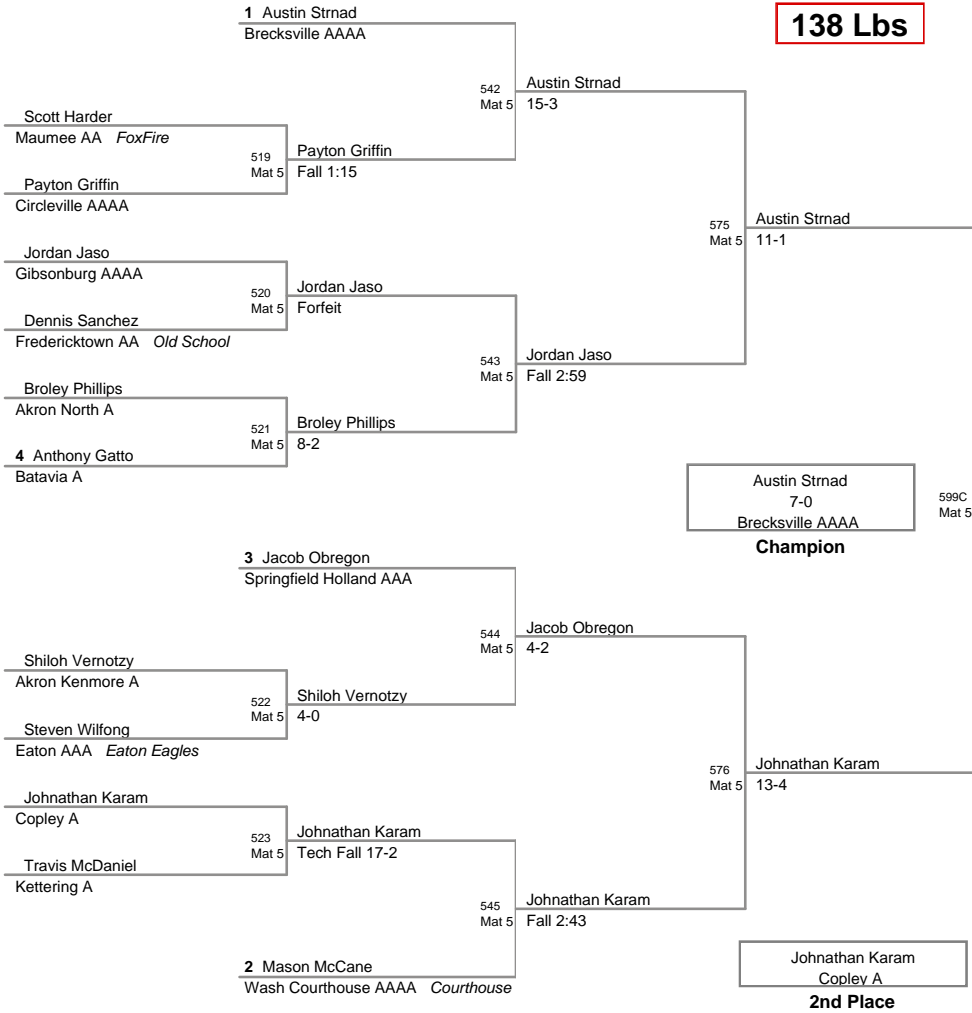 1 Austin Strnad
Brecksville AAAA
138 Lbs
542
Mat 5
Austin Strnad
15-3
Scott Harder
Maumee AA FoxFire
519
Mat 5
Payton Griffin
Fall 1:15
Payton Griffin
Circleville AAAA
575
Mat 5
Austin Strnad
11-1
Jordan Jaso
Gibsonburg AAAA
520
Mat 5
Jordan Jaso
Forfeit
Dennis Sanchez
Fredericktown AA Old School
543
Mat 5
Jordan Jaso
Fall 2:59
Broley Phillips
Akron North A
521
Mat 5
Broley Phillips
8-2
4 Anthony Gatto
Batavia A
Austin Strnad
7-0
Brecksville AAAA
Champion
599C
Mat 5
3 Jacob Obregon
Springfield Holland AAA
544
Mat 5
Jacob Obregon
4-2
Shiloh Vernotzy
Akron Kenmore A
522
Mat 5
Shiloh Vernotzy
4-0
Steven Wilfong
Eaton AAA Eaton Eagles
576
Mat 5
Johnathan Karam
13-4
Johnathan Karam
Copley A
523
Mat 5
Johnathan Karam
Tech Fall 17-2
Travis McDaniel
Kettering A
545
Mat 5
Johnathan Karam
Fall 2:43
2 Mason McCane
Wash Courthouse AAAA Courthouse
Johnathan Karam
Copley A
2nd Place